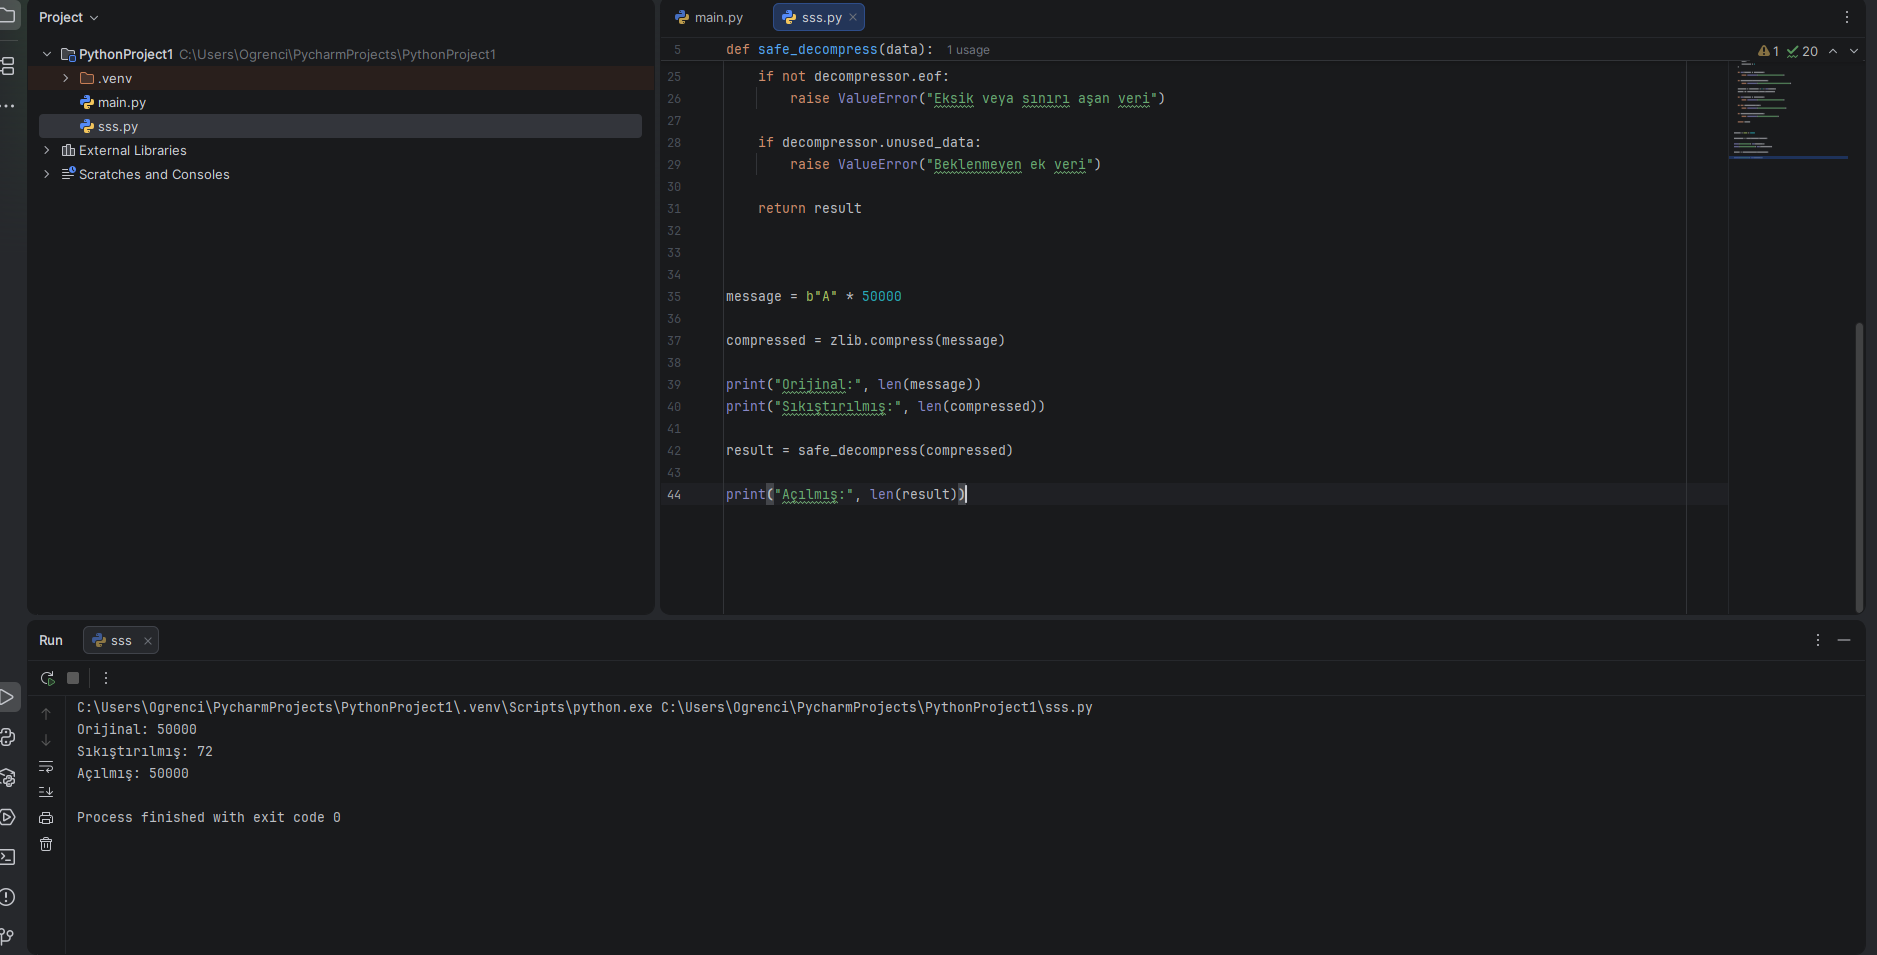 Project
PythonProject1 C:\Users\Ogrenci\PycharmProjects\PythonProject1
.venv
main.py
sss.py
External Libraries
Scratches and Consoles
main.py
sss.py
5 def safe_decompress(data): 1 usage
1 20
25 if not decompressor.eof:
26 raise ValueError("Eksik veya sınırı aşan veri")
27
28 if decompressor.unused_data:
29 raise ValueError("Beklenmeyen ek veri")
30
31 return result
32
33
34
35 message = b"A" * 50000
36
37 compressed = zlib.compress(message)
38
39 print("Orijinal:", len(message))
40 print("Sıkıştırılmış:", len(compressed))
41
42 result = safe_decompress(compressed)
43
44 print("Açılmış:", len(result))
Run
sss
C:\Users\Ogrenci\PycharmProjects\PythonProject1\.venv\Scripts\python.exe C:\Users\Ogrenci\PycharmProjects\PythonProject1\sss.py
Orijinal: 50000
Sıkıştırılmış: 72
Açılmış: 50000
Process finished with exit code 0